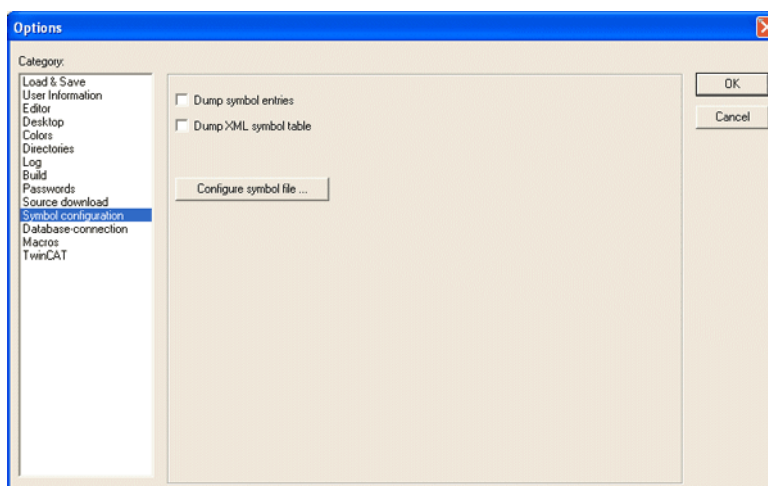 Options
Category:
Load & Save
User Information
Editor
Desktop
Colors
Directories
Log
Build
Passwords
Source download
Symbol configuration
Database-connection
Macros
TwinCAT
Dump symbol entries
Dump XML symbol table
Configure symbol file ...
OK
Cancel